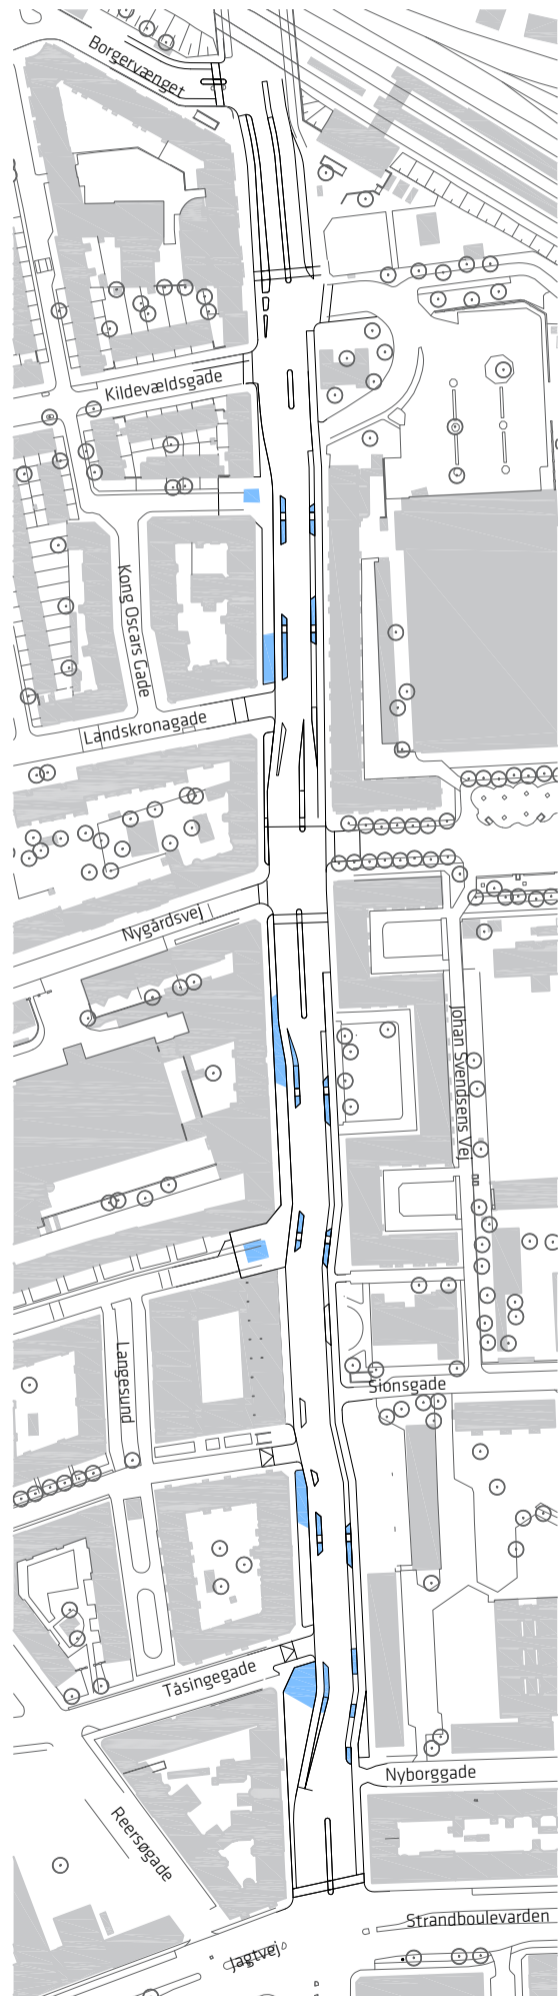 Borgervænget
Kildevældsgade
Kong Oscars Gade
Landskronagade
Nygårdsvej
Johan Svendsens Vej
Langesund
Sionsgade
Tåsingegade
Nyborggade
Reersøgade
Strandboulevarden
Jagtvej